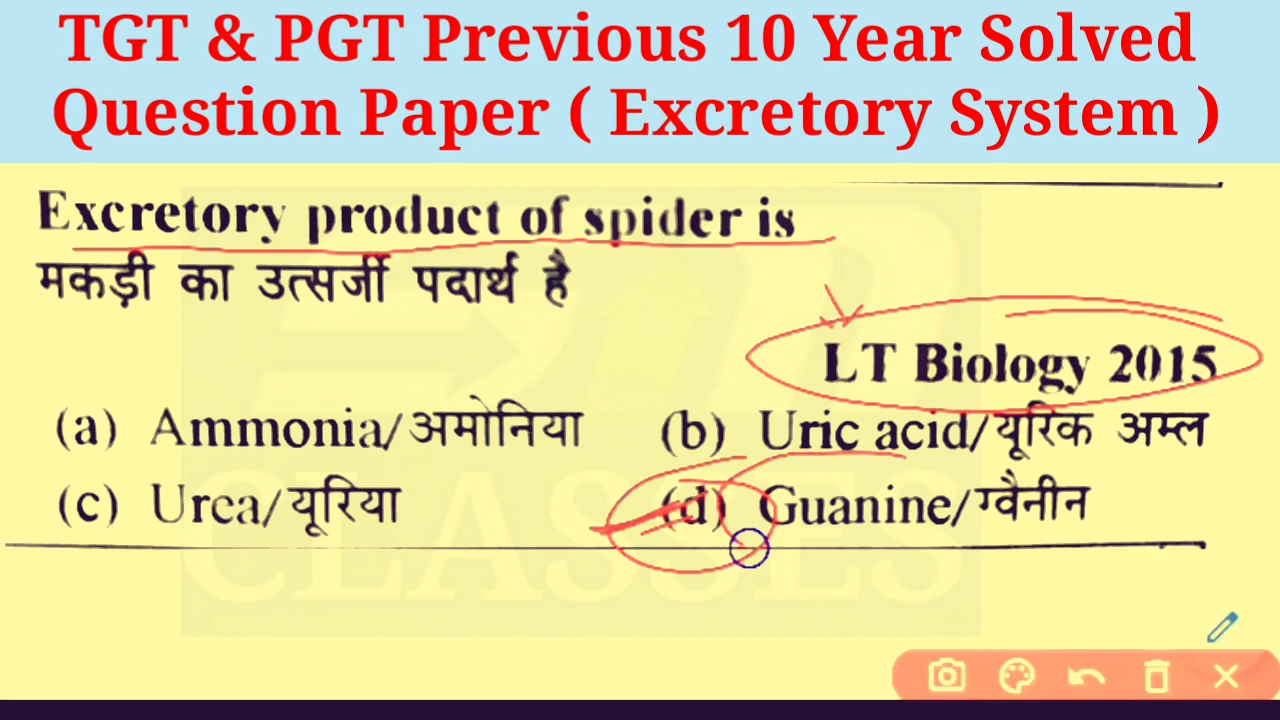 TGT & PGT Previous 10 Year Solved
Question Paper ( Excretory System )
Excretory product of spider is
मकड़ी का उत्सर्जी पदार्थ है
LT Biology 2015
(a) Ammonia/अमोनिया (b) Uric acid/यूरिक अम्ल
(c) Urea/यूरिया (d) Guanine/ग्वैनीन
CLASSES